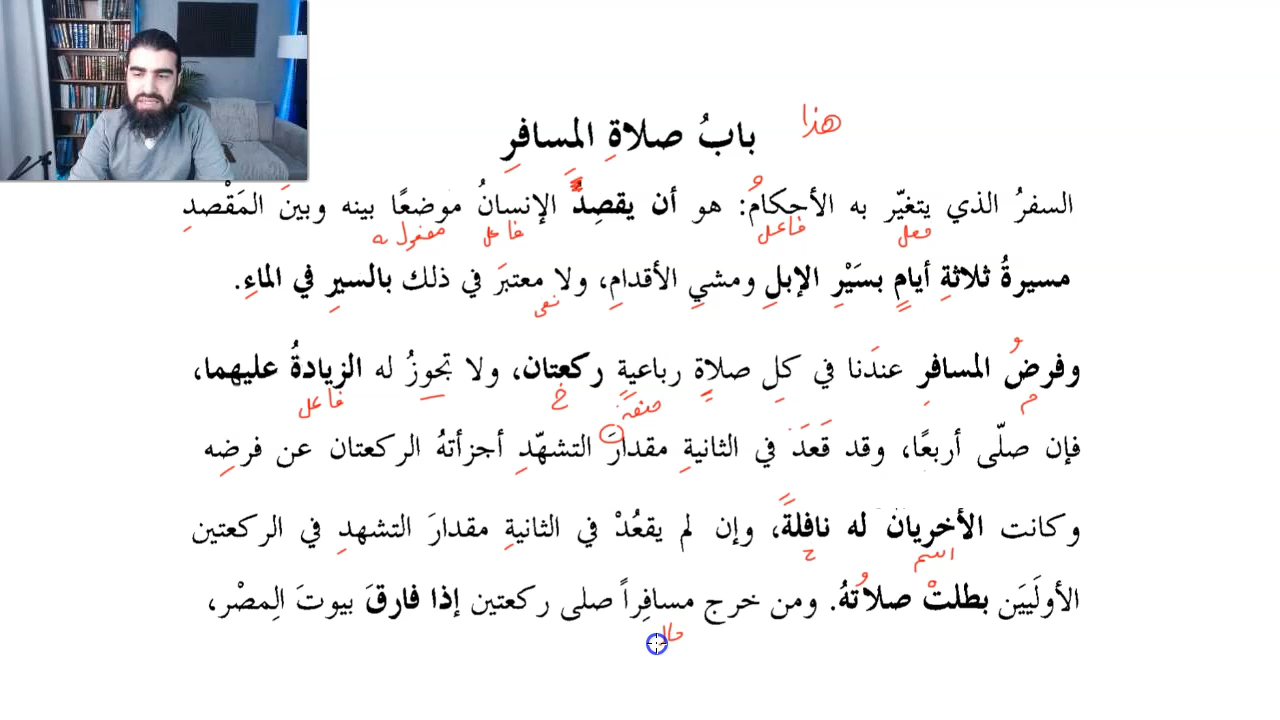 هذا
بابُ صلاةِ المسافرِ
السفرُ الذي يتغيّر به الأحكامُ: هو أن يقصِدَ الإنسانُ موضعًا بينه وبينَ المَقْصدِ
فعل فاعل فاعل مفعول به
مسيرةُ ثلاثةِ أيامٍ بسَيْرِ الإبلِ ومشيِ الأقدامِ، ولا معتبرَ في ذلك بالسيرِ في الماءِ.
نفي
وفرضُ المسافرِ عندَنا في كلِ صلاةٍ رباعيةٍ ركعتان، ولا تجوزُ له الزيادةُ عليهما،
م صفة خ فاعل
فإن صلّى أربعًا، وقد قَعَدَ في الثانيةِ مقدارَ التشهّدِ أجزأتهُ الركعتان عن فرضِه
وكانت الأخريان له نافلةً، وإن لم يقعُدْ في الثانيةِ مقدارَ التشهدِ في الركعتين
اسم خ
الأولَيَين بطلتْ صلاتُهُ. ومن خرج مسافِراً صلى ركعتين إذا فارقَ بيوتَ المِصْر،
حال